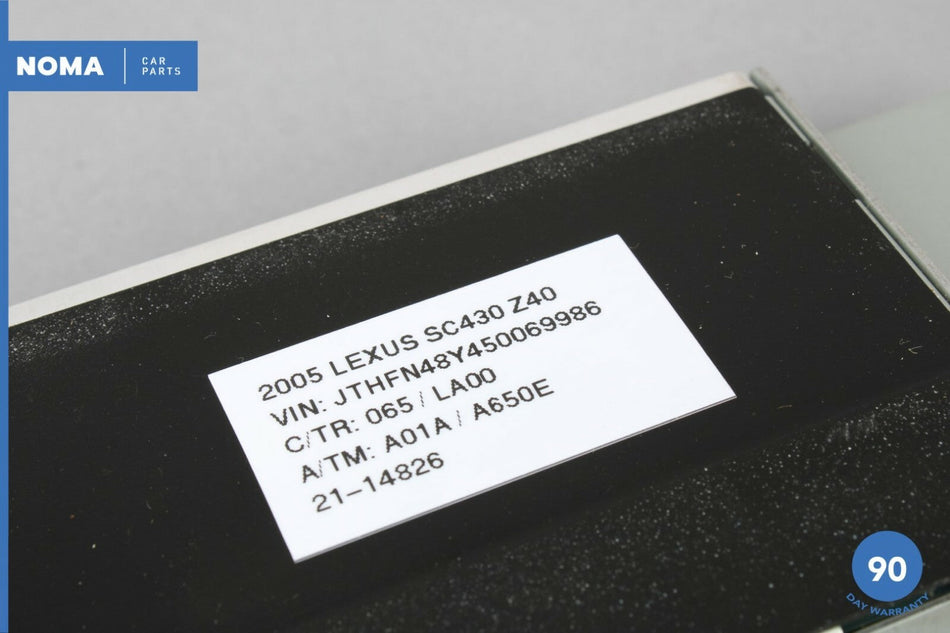 NOMA
CAR
PARTS
2005 LEXUS SC430 Z40
VIN: JTHFN48Y450069986
C/TR: 065 / LA00
A/TM: A01A / A650E
21-14826
90
DAY WARRANTY